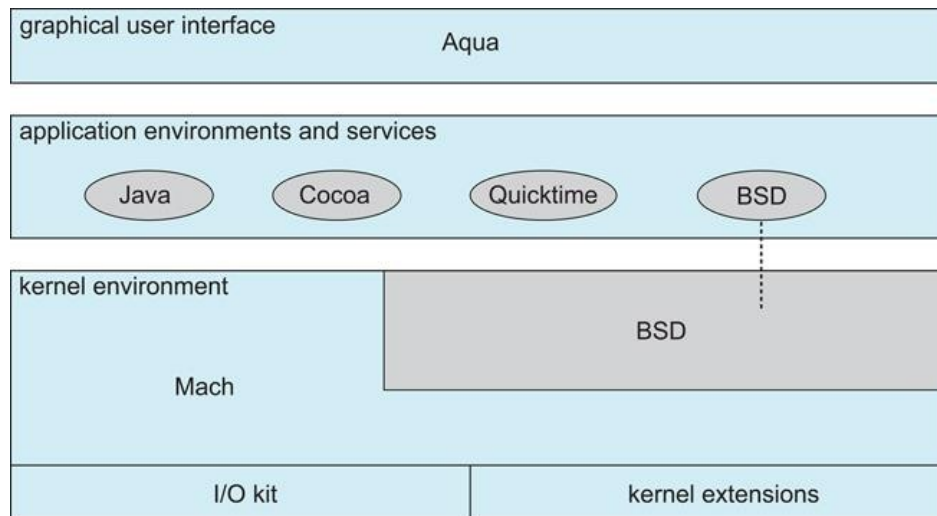 graphical user interface
Aqua
application environments and services
Java
Cocoa
Quicktime
BSD
kernel environment
BSD
Mach
I/O kit
kernel extensions